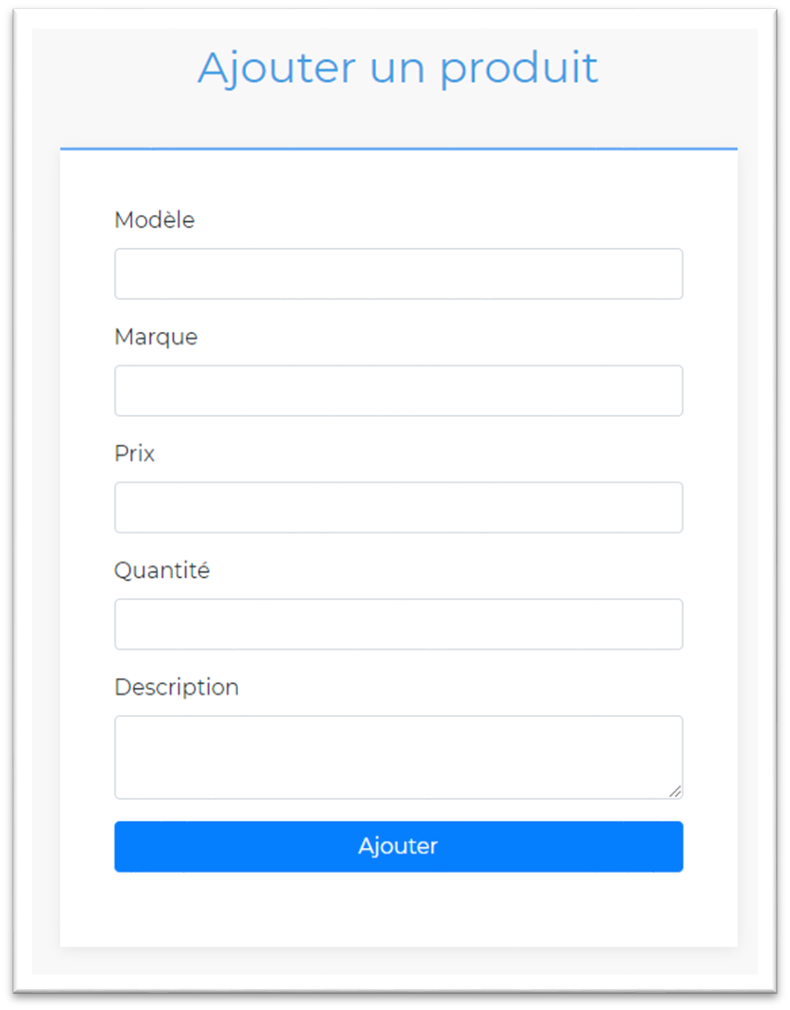 Ajouter un produit
Modèle
Marque
Prix
Quantité
Description
Ajouter